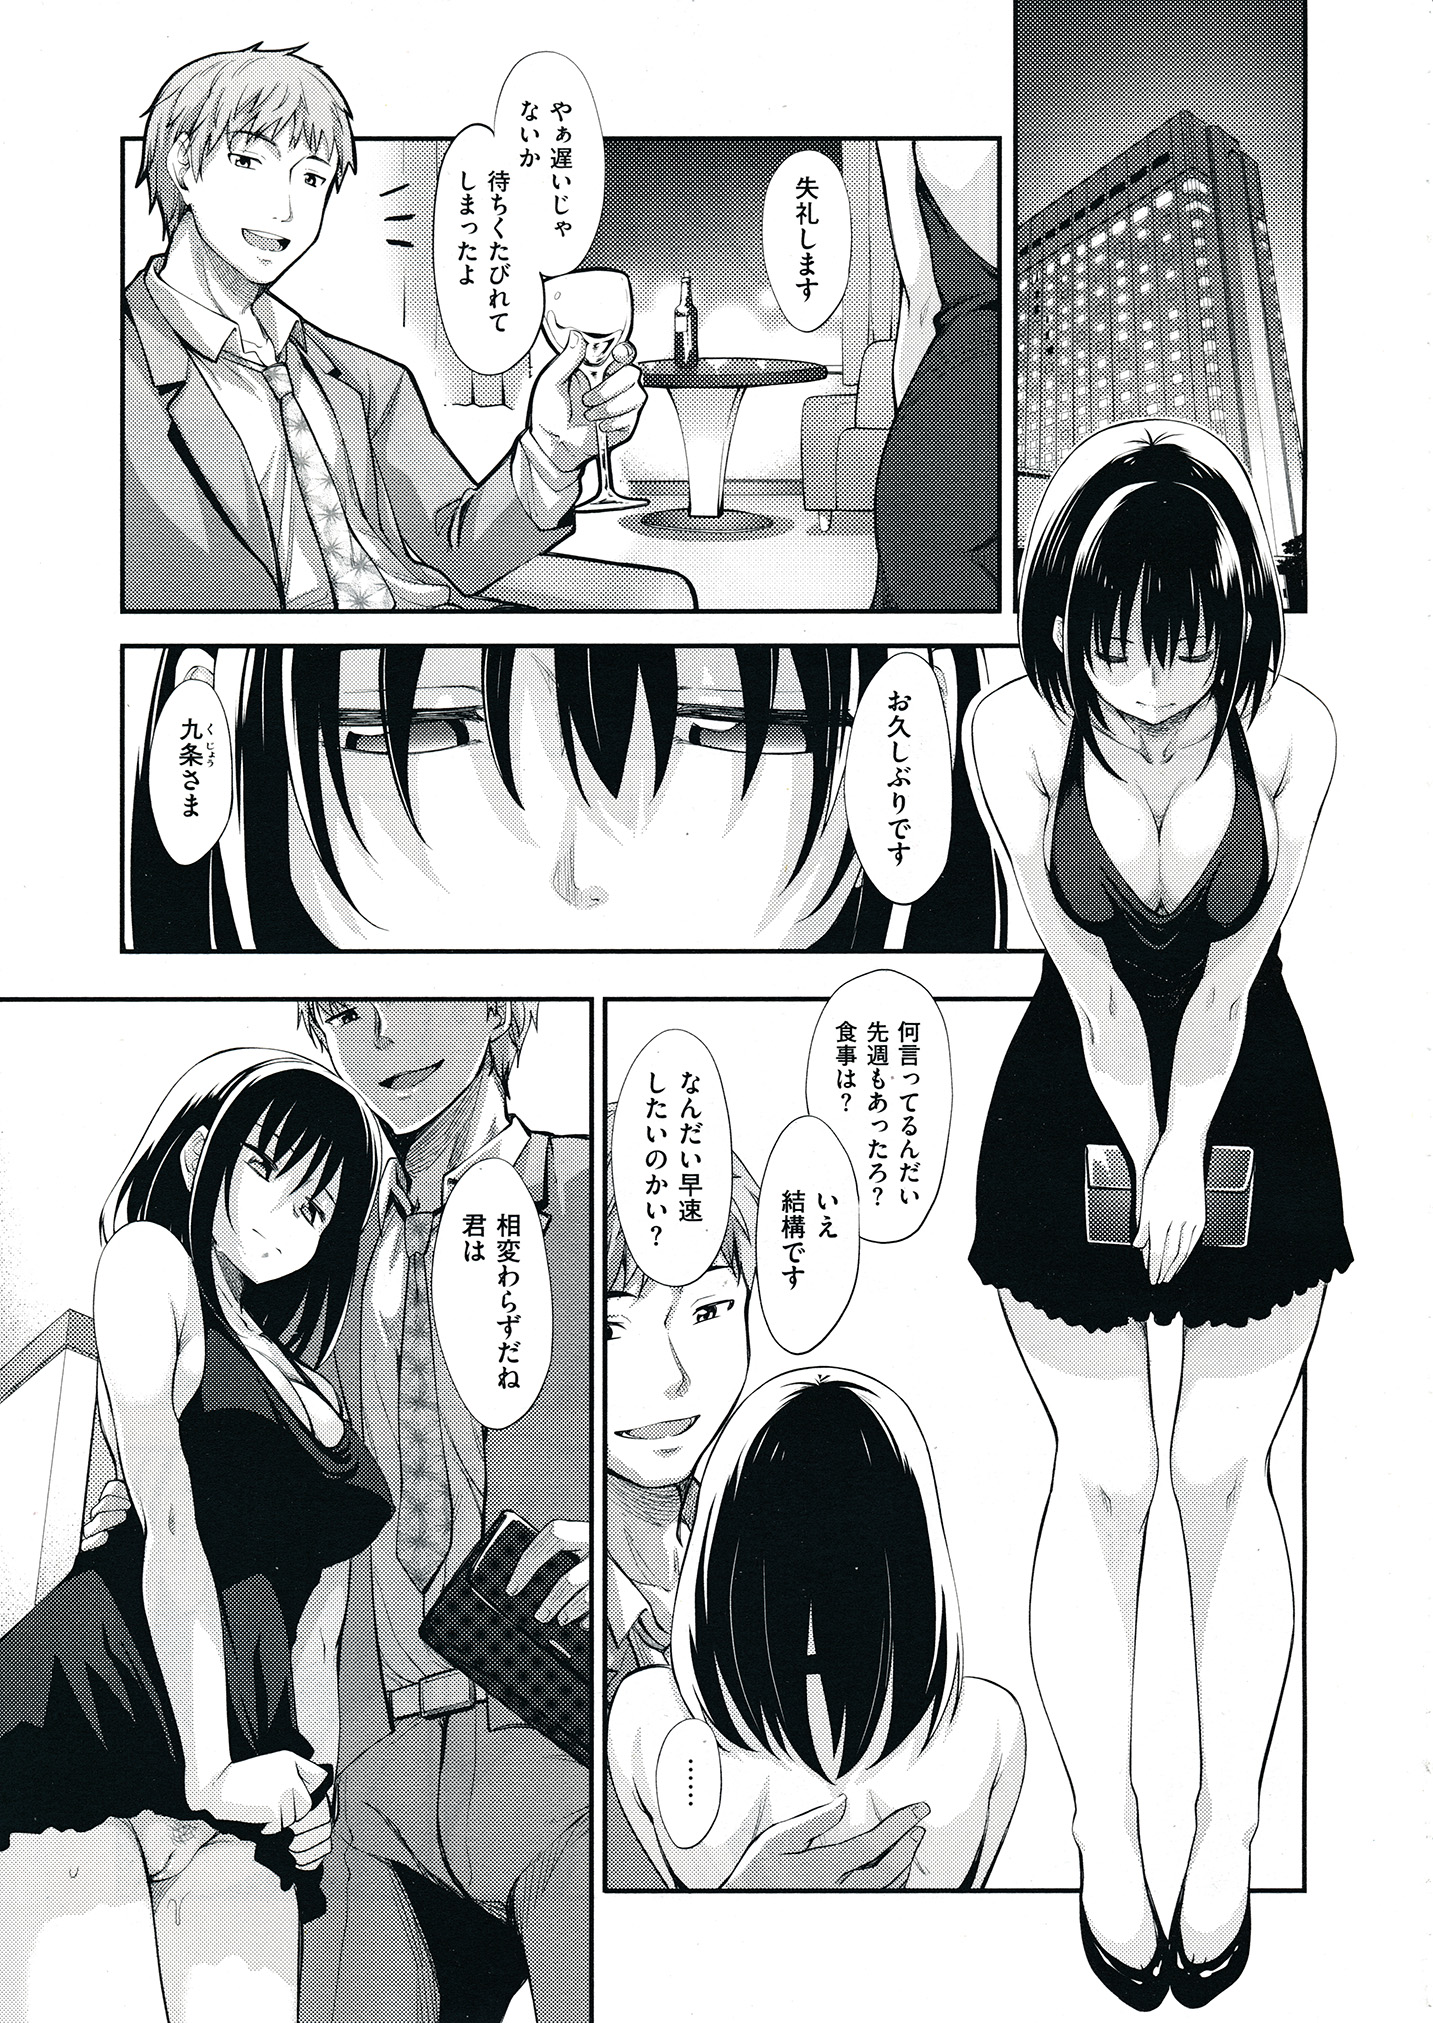 失礼します
やぁ遅いじゃ
ないか
待ちくたびれて
しまったよ
お久しぶりです
九条さま
くじょう
何言ってるんだい
先週もあったろ?
食事は?
いえ
結構です
なんだい早速
したいのかい?
……
相変わらずだね
君は